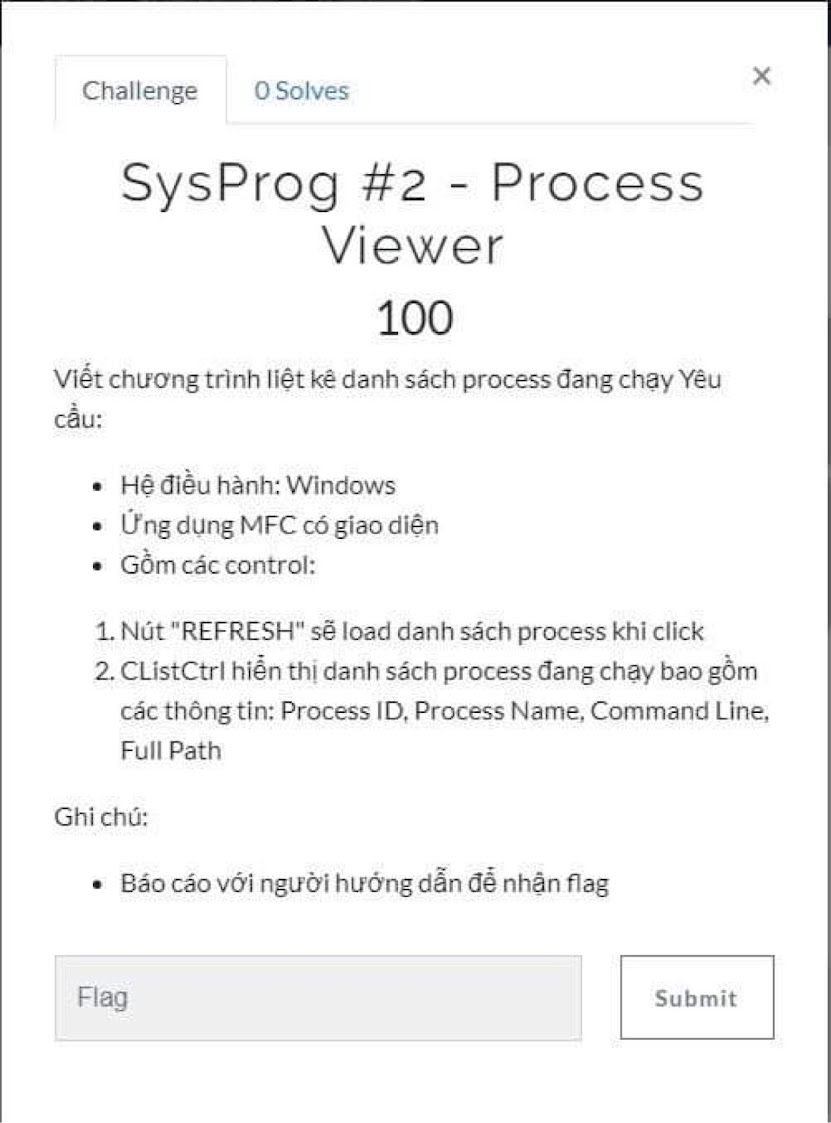 Challenge
0 Solves
×
SysProg #2 - Process
Viewer
100
Viết chương trình liệt kê danh sách process đang chạy Yêu
cầu:
• Hệ điều hành: Windows
• Ứng dụng MFC có giao diện
• Gồm các control:
1. Nút "REFRESH" sẽ load danh sách process khi click
2. CListCtrl hiển thị danh sách process đang chạy bao gồm
các thông tin: Process ID, Process Name, Command Line,
Full Path
Ghi chú:
• Báo cáo với người hướng dẫn để nhận flag
Flag
Submit